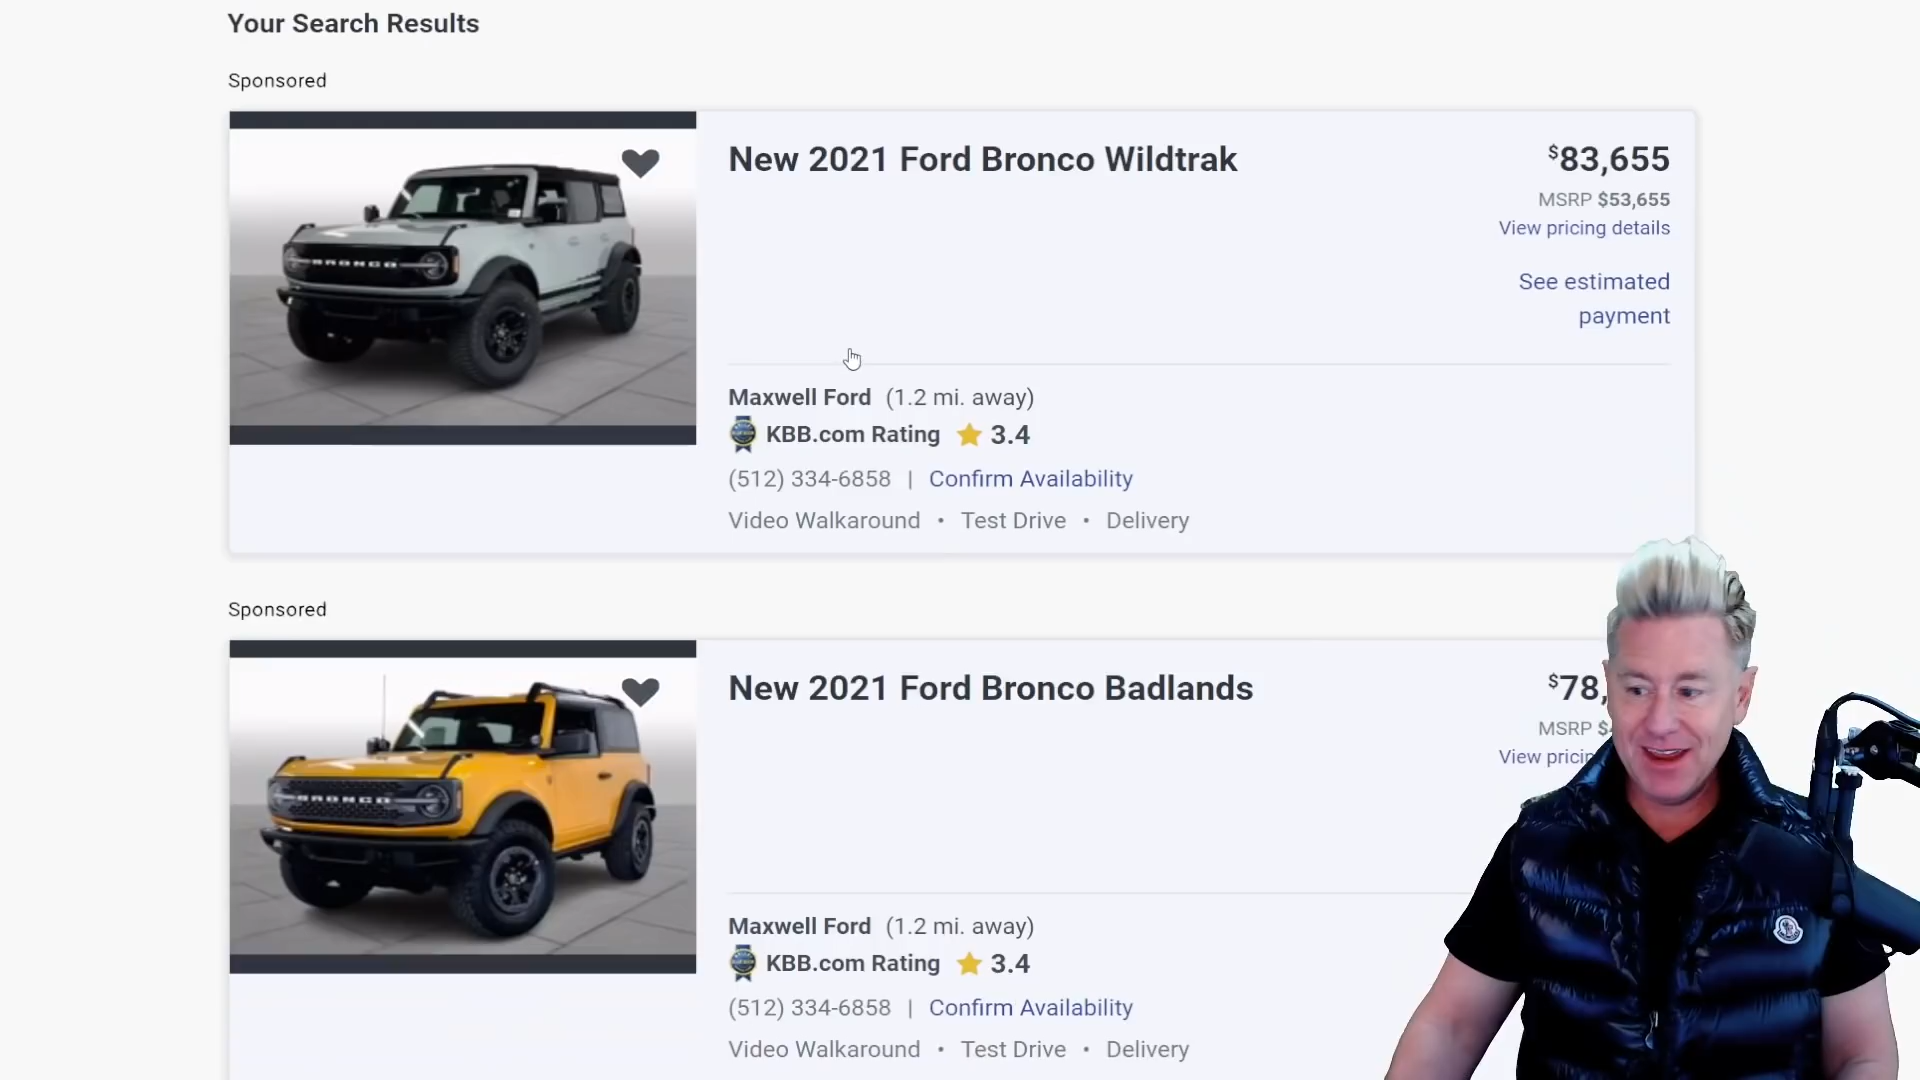 Your Search Results
Sponsored
New 2021 Ford Bronco Wildtrak
$83,655
MSRP $53,655
View pricing details
See estimated
payment
BRONCO
Maxwell Ford (1.2 mi. away)
KBB.com Rating 3.4
(512) 334-6858 | Confirm Availability
Video Walkaround • Test Drive • Delivery
Sponsored
New 2021 Ford Bronco Badlands
$78,
MSRP $
View
BRONCO
Maxwell Ford (1.2 mi. away)
KBB.com Rating 3.4
(512) 334-6858 | Confirm Availability
Video Walkaround • Test Drive • Delivery